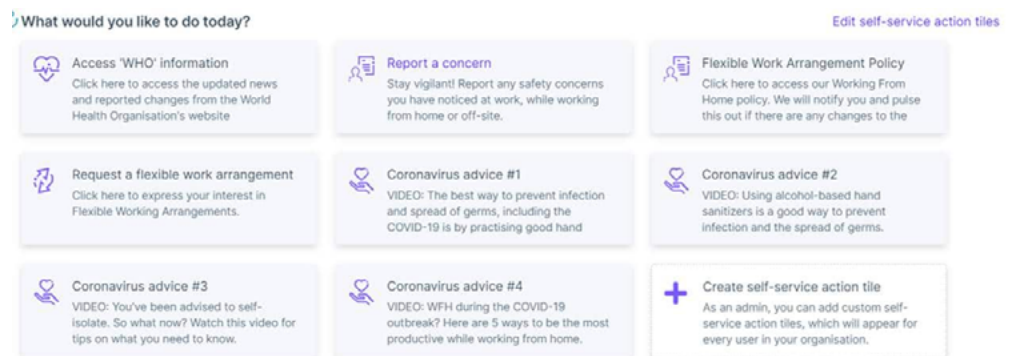 What would you like to do today?
Edit self-service action tiles
Access 'WHO' information
Click here to access the updated news
and reported changes from the World
Health Organisation's website
Report a concern
Stay vigilant! Report any safety concerns
you have noticed at work, while working
from home or off-site.
Flexible Work Arrangement Policy
Click here to access our Working From
Home policy. We will notify you and pulse
this out if there are any changes to the
Request a flexible work arrangement
Click here to express your interest in
Flexible Working Arrangements.
Coronavirus advice #1
VIDEO: The best way to prevent infection
and spread of germs, including the
COVID-19 is by practising good hand
Coronavirus advice #2
VIDEO: Using alcohol-based hand
sanitizers is a good way to prevent
infection and the spread of germs.
Coronavirus advice #3
VIDEO: You've been advised to self-
isolate. So what now? Watch this video for
tips on what you need to know.
Coronavirus advice #4
VIDEO: WFH during the COVID-19
outbreak? Here are 5 ways to be the most
productive while working from home.
Create self-service action tile
As an admin, you can add custom self-
service action tiles, which will appear for
every user in your organisation.